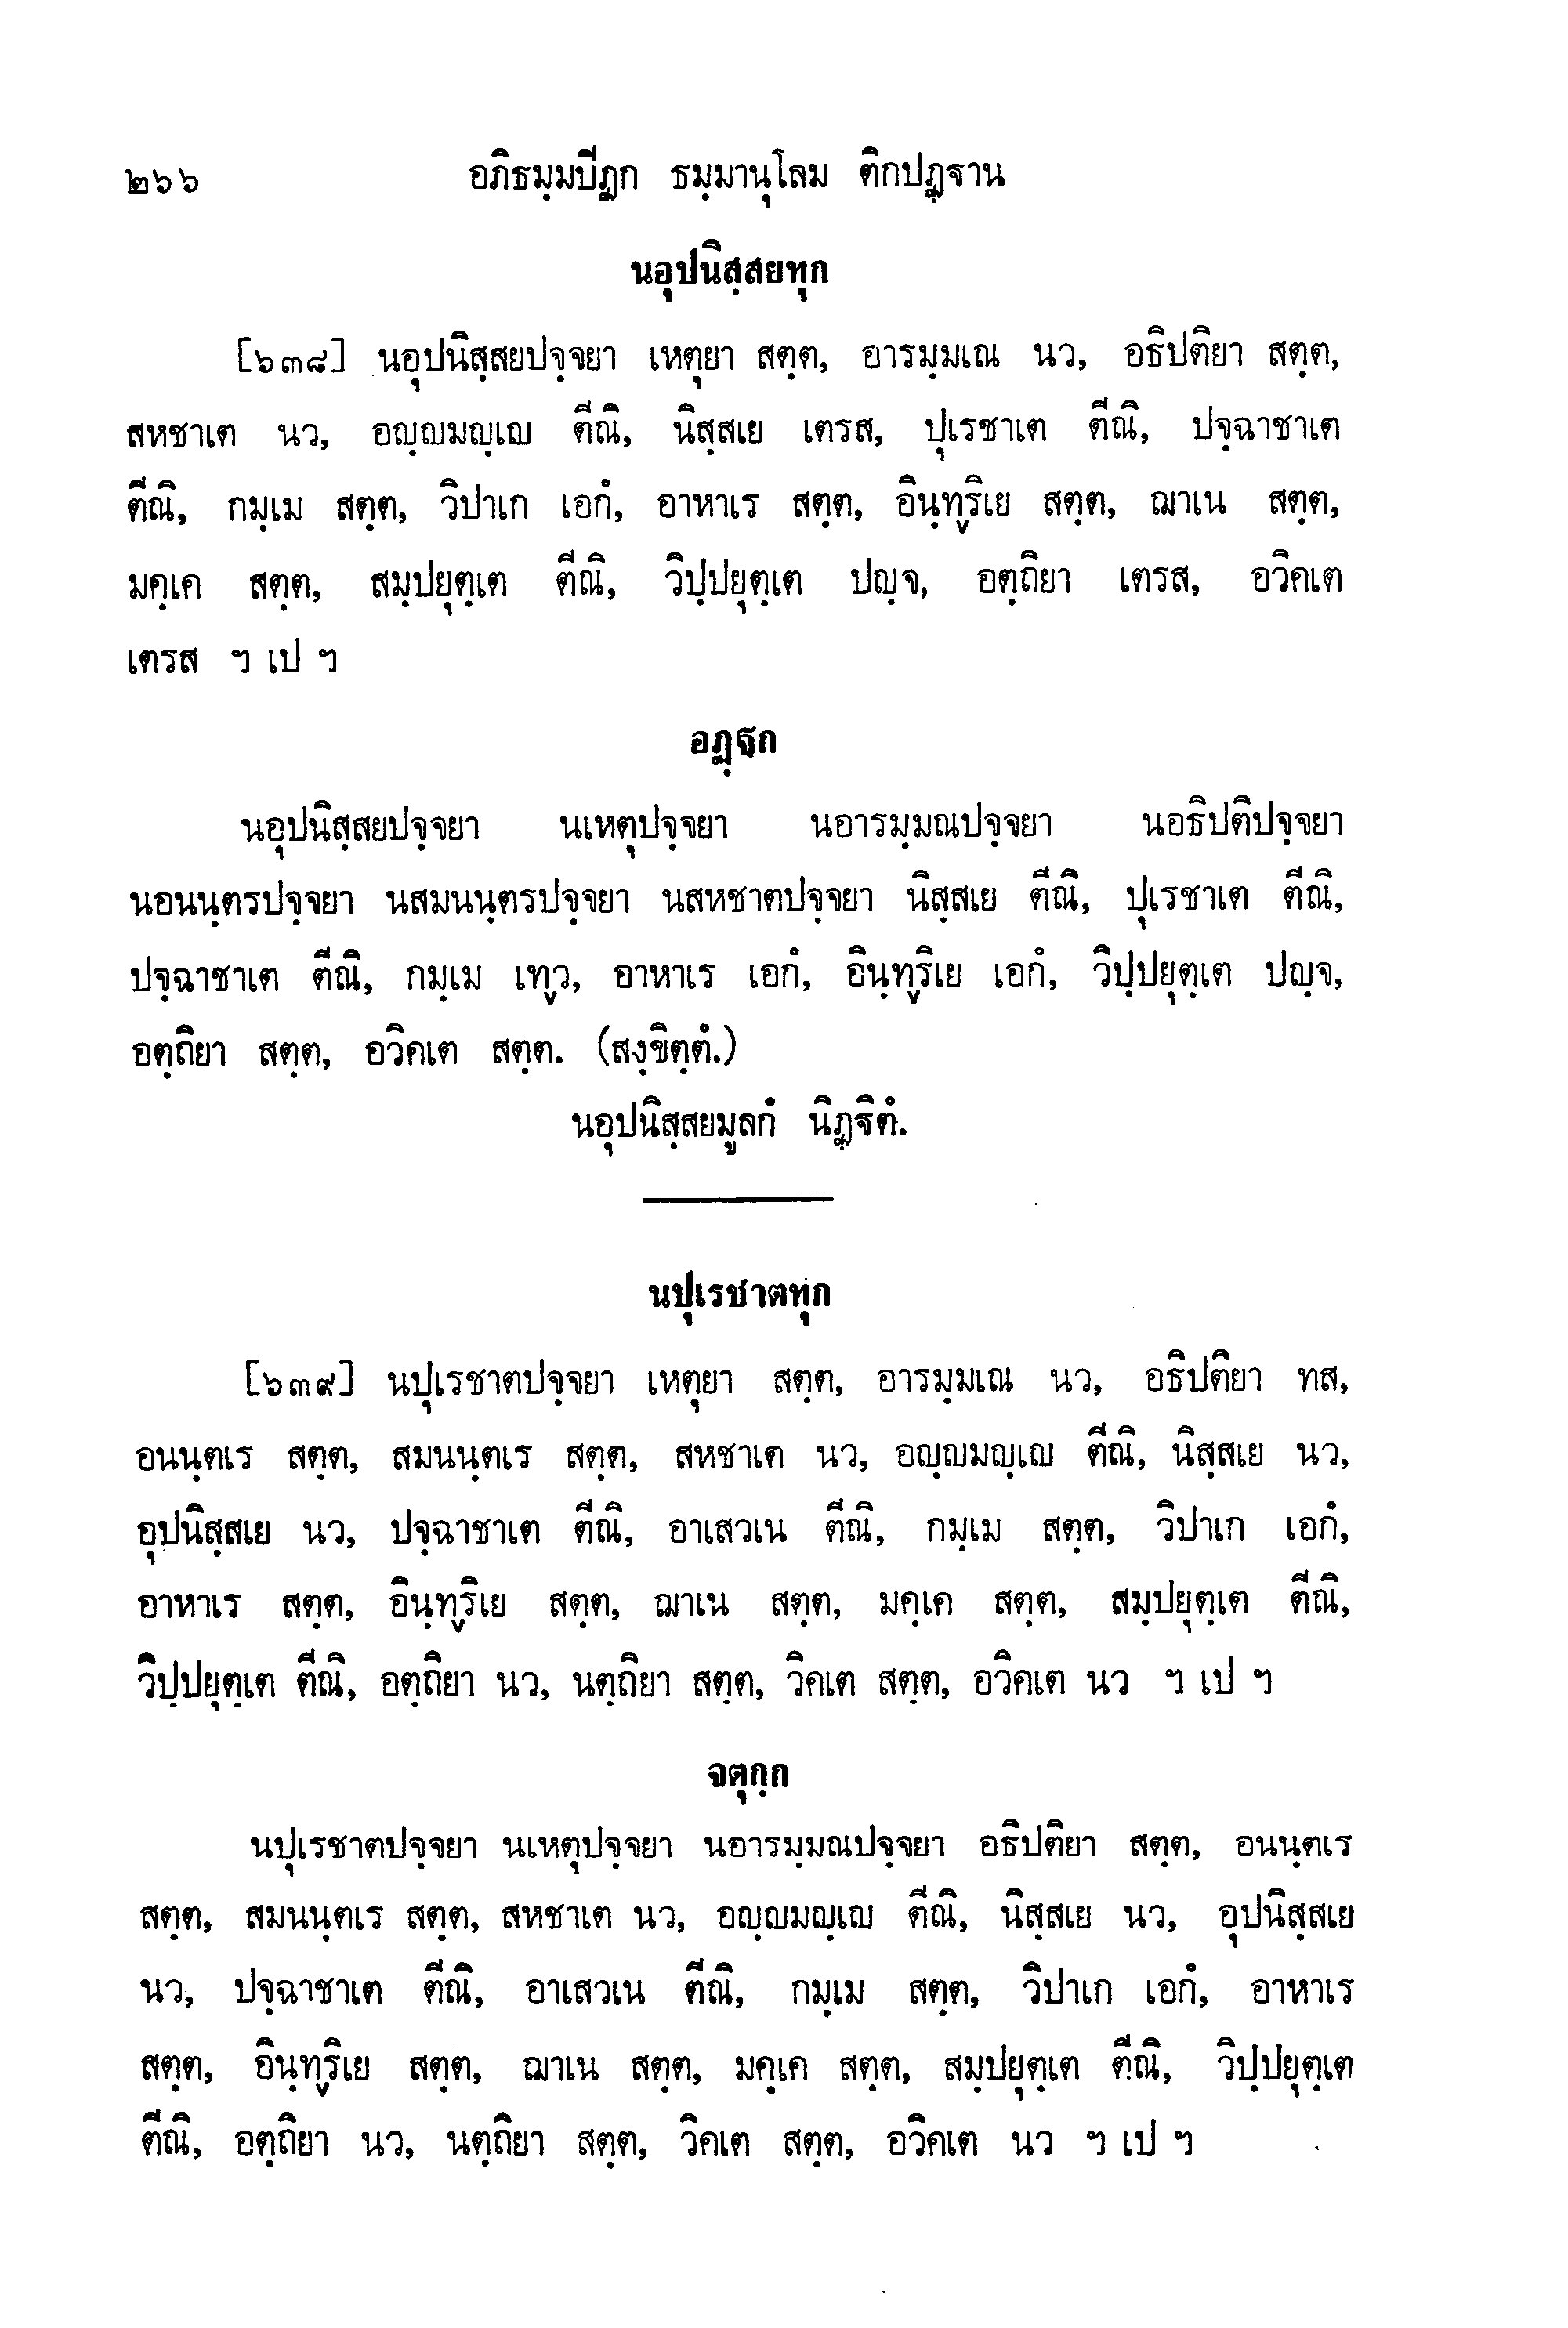 ๒๖๖ อภิธมฺมปีฏก ธมฺมานุโลม ติกปฏฺฐาน
นอุปนิสฺสยทุก
[๖๓๘] นอุปนิสฺสยปจฺจยา เหตุยา สตฺต, อารมฺมเณ นว, อธิปติยา สตฺต,
สหชาเต นว, อญฺญมญฺเญ ตีณิ, นิสฺสเย เตรส, ปุเรชาเต ตีณิ, ปจฺฉาชาเต
ตีณิ, กมฺเม สตฺต, วิปาเก เอกํ, อาหาเร สตฺต, อินฺทฺริเย สตฺต, ฌาเน สตฺต,
มคฺเค สตฺต, สมฺปยุตฺเต ตีณิ, วิปฺปยุตฺเต ปญฺจ, อตฺถิยา เตรส, อวิคเต
เตรส ฯ เป ฯ
อฏฺฐก
นอุปนิสฺสยปจฺจยา นเหตุปจฺจยา นอารมฺมณปจฺจยา นอธิปติปจฺจยา
นอนนฺตรปจฺจยา นสมนนฺตรปจฺจยา นสหชาตปจฺจยา นิสฺสเย ตีณิ, ปุเรชาเต ตีณิ,
ปจฺฉาชาเต ตีณิ, กมฺเม เทฺว, อาหาเร เอกํ, อินฺทฺริเย เอกํ, วิปฺปยุตฺเต ปญฺจ,
อตฺถิยา สตฺต, อวิคเต สตฺต. (สงฺขิตฺตํ.)
นอุปนิสฺสยมูลกํ นิฏฺฐิตํ.
นปุเรชาตทุก
[๖๓๙] นปุเรชาตปจฺจยา เหตุยา สตฺต, อารมฺมเณ นว, อธิปติยา ทส,
อนนฺตเร สตฺต, สมนนฺตเร สตฺต, สหชาเต นว, อญฺญมญฺเญ ตีณิ, นิสฺสเย นว,
อุปนิสฺสเย นว, ปจฺฉาชาเต ตีณิ, อาเสวเน ตีณิ, กมฺเม สตฺต, วิปาเก เอกํ,
อาหาเร สตฺต, อินฺทฺริเย สตฺต, ฌาเน สตฺต, มคฺเค สตฺต, สมฺปยุตฺเต ตีณิ,
วิปฺปยุตฺเต ตีณิ, อตฺถิยา นว, นตฺถิยา สตฺต, วิคเต สตฺต, อวิคเต นว ฯ เป ฯ
จตุกฺก
นปุเรชาตปจฺจยา นเหตุปจฺจยา นอารมฺมณปจฺจยา อธิปติยา สตฺต, อนนฺตเร
สตฺต, สมนนฺตเร สตฺต, สหชาเต นว, อญฺญมญฺเญ ตีณิ, นิสฺสเย นว, อุปนิสฺสเย
นว, ปจฺฉาชาเต ตีณิ, อาเสวเน ตีณิ, กมฺเม สตฺต, วิปาเก เอกํ, อาหาเร
สตฺต, อินฺทฺริเย สตฺต, ฌาเน สตฺต, มคฺเค สตฺต, สมฺปยุตฺเต ตีณิ, วิปฺปยุตฺเต
ตีณิ, อตฺถิยา นว, นตฺถิยา สตฺต, วิคเต สตฺต, อวิคเต นว ฯ เป ฯ